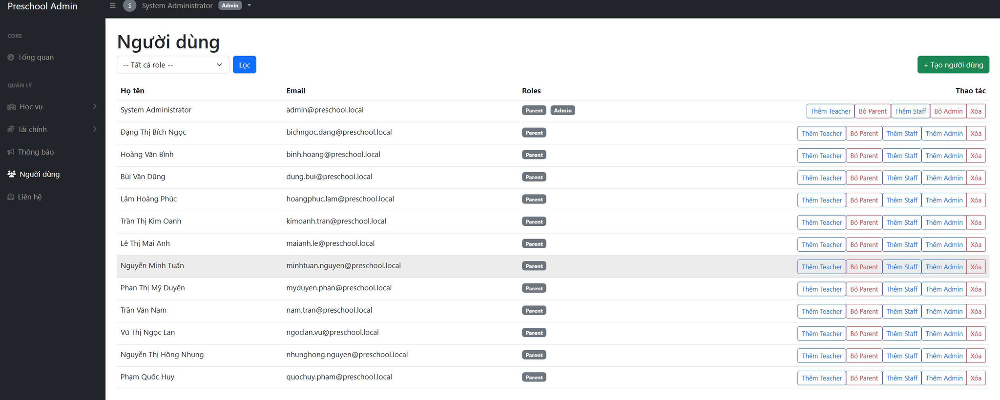 Preschool Admin
S System Administrator Admin
CORE
Tổng quan
QUẢN LÝ
Học vụ
Tài chính
Thông báo
Người dùng
Liên hệ
Người dùng
-- Tất cả role -- Lọc + Tạo người dùng
Họ tên Email Roles Thao tác
System Administrator admin@preschool.local Parent Admin Thêm Teacher Bỏ Parent Thêm Staff Bỏ Admin Xóa
Đặng Thị Bích Ngọc bichngoc.dang@preschool.local Parent Thêm Teacher Bỏ Parent Thêm Staff Thêm Admin Xóa
Hoàng Văn Bình binh.hoang@preschool.local Parent Thêm Teacher Bỏ Parent Thêm Staff Thêm Admin Xóa
Bùi Văn Dũng dung.bui@preschool.local Parent Thêm Teacher Bỏ Parent Thêm Staff Thêm Admin Xóa
Lâm Hoàng Phúc hoangphuc.lam@preschool.local Parent Thêm Teacher Bỏ Parent Thêm Staff Thêm Admin Xóa
Trần Thị Kim Oanh kimoanh.tran@preschool.local Parent Thêm Teacher Bỏ Parent Thêm Staff Thêm Admin Xóa
Lê Thị Mai Anh maianh.le@preschool.local Parent Thêm Teacher Bỏ Parent Thêm Staff Thêm Admin Xóa
Nguyễn Minh Tuấn minhtuan.nguyen@preschool.local Parent Thêm Teacher Bỏ Parent Thêm Staff Thêm Admin Xóa
Phan Thị Mỹ Duyên myduyen.phan@preschool.local Parent Thêm Teacher Bỏ Parent Thêm Staff Thêm Admin Xóa
Trần Văn Nam nam.tran@preschool.local Parent Thêm Teacher Bỏ Parent Thêm Staff Thêm Admin Xóa
Vũ Thị Ngọc Lan ngoclan.vu@preschool.local Parent Thêm Teacher Bỏ Parent Thêm Staff Thêm Admin Xóa
Nguyễn Thị Hồng Nhung nhunghong.nguyen@preschool.local Parent Thêm Teacher Bỏ Parent Thêm Staff Thêm Admin Xóa
Phạm Quốc Huy quochuy.pham@preschool.local Parent Thêm Teacher Bỏ Parent Thêm Staff Thêm Admin Xóa